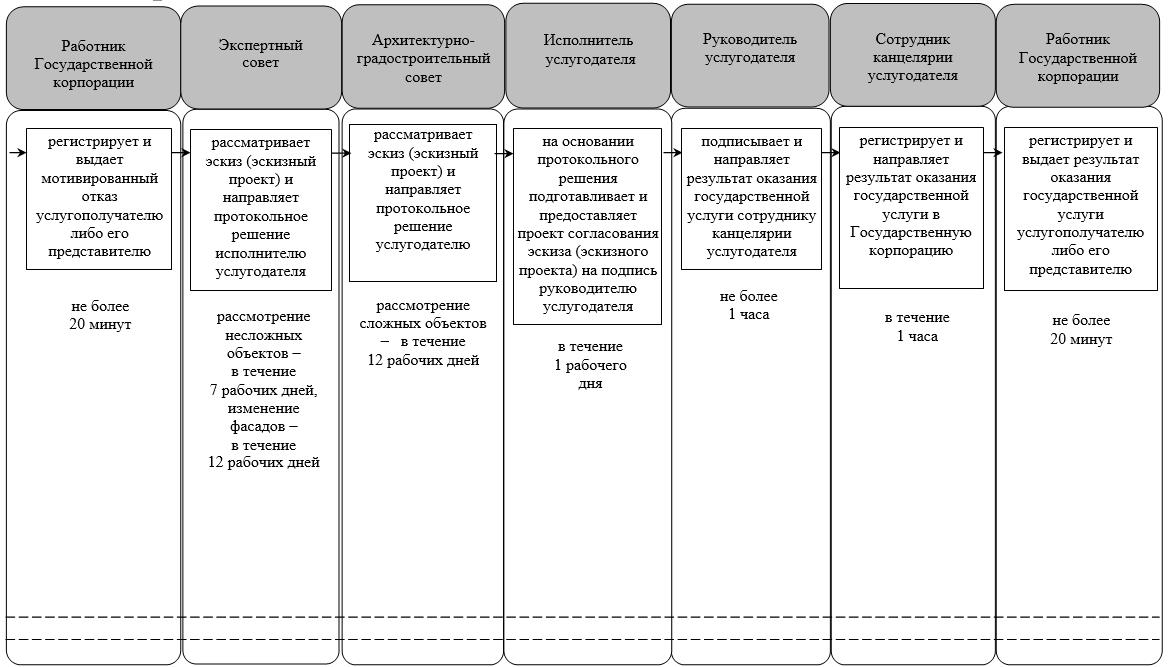 Работник
Государственной
корпорации
Экспертный
совет
Архитектурно-
градостроительный
совет
Исполнитель
услугодателя
Руководитель
услугодателя
Сотрудник
канцелярии
услугодателя
Работник
Государственной
корпорации
регистрирует и
выдает
мотивированный
отказ
услугополучателю
либо его
представителю
не более
20 минут
рассматривает
эскиз (эскизный
проект) и
направляет
протокольное
решение
исполнителю
услугодателя
рассмотрение
несложных
объектов –
в течение
7 рабочих дней,
изменение
фасадов –
в течение
12 рабочих дней
рассматривает
эскиз (эскизный
проект) и
направляет
протокольное
решение
услугодателю
рассмотрение
сложных объектов
– в течение
12 рабочих дней
на основании
протокольного
решения
подготавливает и
предоставляет
проект согласования
эскиза (эскизного
проекта) на подпись
руководителю
услугодателя
в течение
1 рабочего
дня
подписывает и
направляет
результат оказания
государственной
услуги сотруднику
канцелярии
услугодателя
не более
1 часа
регистрирует и
направляет
результат оказания
государственной
услуги в
Государственную
корпорацию
в течение
1 часа
регистрирует и
выдает результат
оказания
государственной
услуги
услугополучателю
либо его
представителю
не более
20 минут